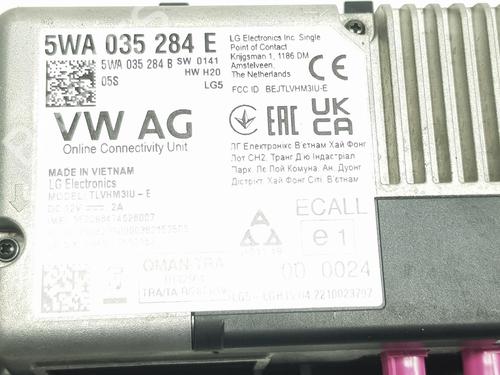 5WA 035 284 E
5WA 035 284 B SW 0141
HW H20
05S LG5
LG Electronics Inc. Single
Point of Contact
Krijgsman 1, 1186 DM
Amstelveen,
The Netherlands
FCC ID BEJTLVHM3IU-E
VW AG
Online Connectivity Unit
EAC
UK
CA
ЛГ Електронікс В'єтнам Хай Фонг
Лот CH2, Транг Д'ю Індастріал
Парк, Ле Лой Комуна, Ан, Дуонг
Дістрікт, Хай Фонг Сіті, В'єтнам
MADE IN VIETNAM
LG Electronics
MODEL: TLVHM3IU - E
DC 12V 2A
ECALL
e1
00 0024
OMAN-TRA